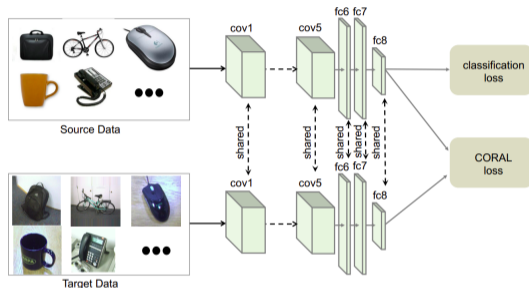 cov1
cov5
fc6
fc7
fc8
classification
loss
Source Data
shared
shared
shared
shared
shared
CORAL
loss
cov1
cov5
fc6
fc7
fc8
Target Data